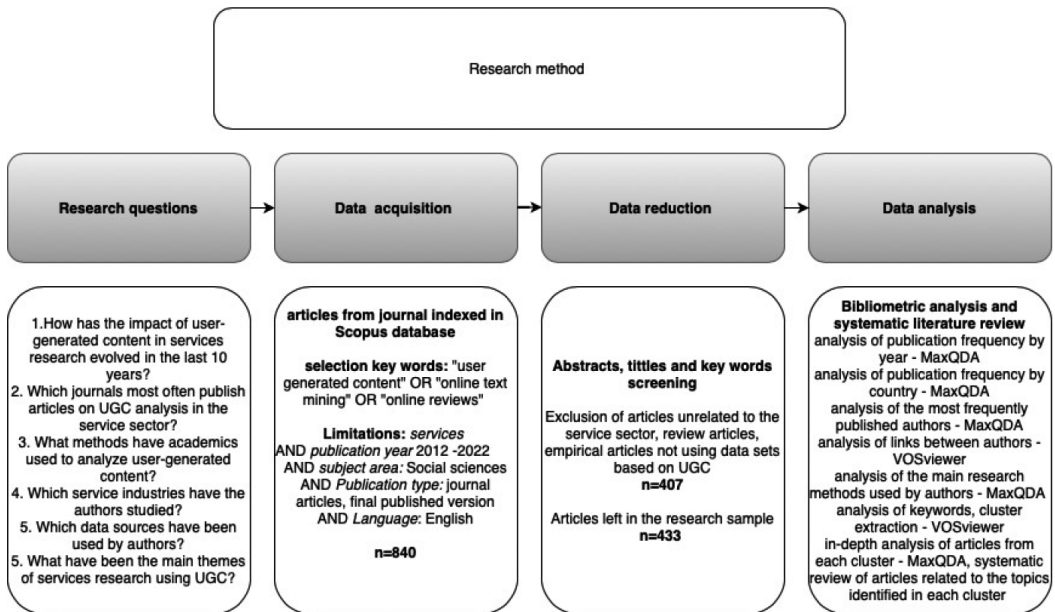 Research method
Research questions
Data acquisition
Data reduction
Data analysis
1.How has the impact of user-
generated content in services
research evolved in the last 10
years?
2. Which journals most often publish
articles on UGC analysis in the
service sector?
3. What methods have academics
used to analyze user-generated
content?
4. Which service industries have the
authors studied?
5. Which data sources have been
used by authors?
5. What have been the main themes
of services research using UGC?
articles from journal indexed in
Scopus database
selection key words: "user
generated content" OR "online text
mining" OR "online reviews"
Limitations: services
AND publication year 2012 -2022
AND subject area: Social sciences
AND Publication type: journal
articles, final published version
AND Language: English
n=840
Abstracts, tittles and key words
screening
Exclusion of articles unrelated to the
service sector, review articles,
empirical articles not using data sets
based on UGC
n=407
Articles left in the research sample
n=433
Bibliometric analysis and
systematic literature review
analysis of publication frequency by
year - MaxQDA
analysis of publication frequency by
country - MaxQDA
analysis of the most frequently
published authors - MaxQDA
analysis of links between authors -
VOSviewer
analysis of the main research
methods used by authors - MaxQDA
analysis of keywords, cluster
extraction - VOSviewer
in-depth analysis of articles from
each cluster - MaxQDA, systematic
review of articles related to the topics
identified in each cluster